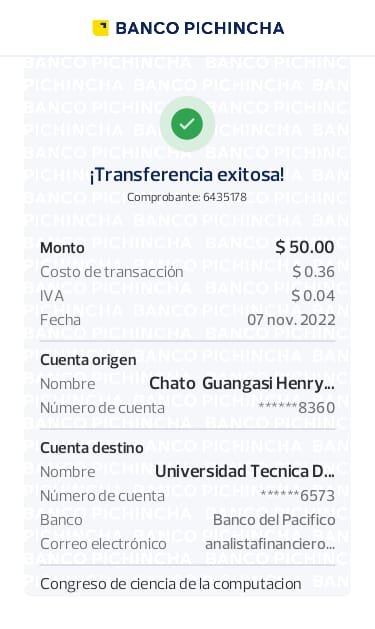 BANCO PICHINCHA
¡Transferencia exitosa!
Comprobante: 6435178
Monto $ 50.00
Costo de transacción $ 0.36
IVA $ 0.04
Fecha 07 nov. 2022
Cuenta origen
Nombre Chato Guangasi Henry...
Número de cuenta ******8360
Cuenta destino
Nombre Universidad Tecnica D...
Número de cuenta ******6573
Banco Banco del Pacifico
Correo electrónico analistafinanciero...
Congreso de ciencia de la computacion